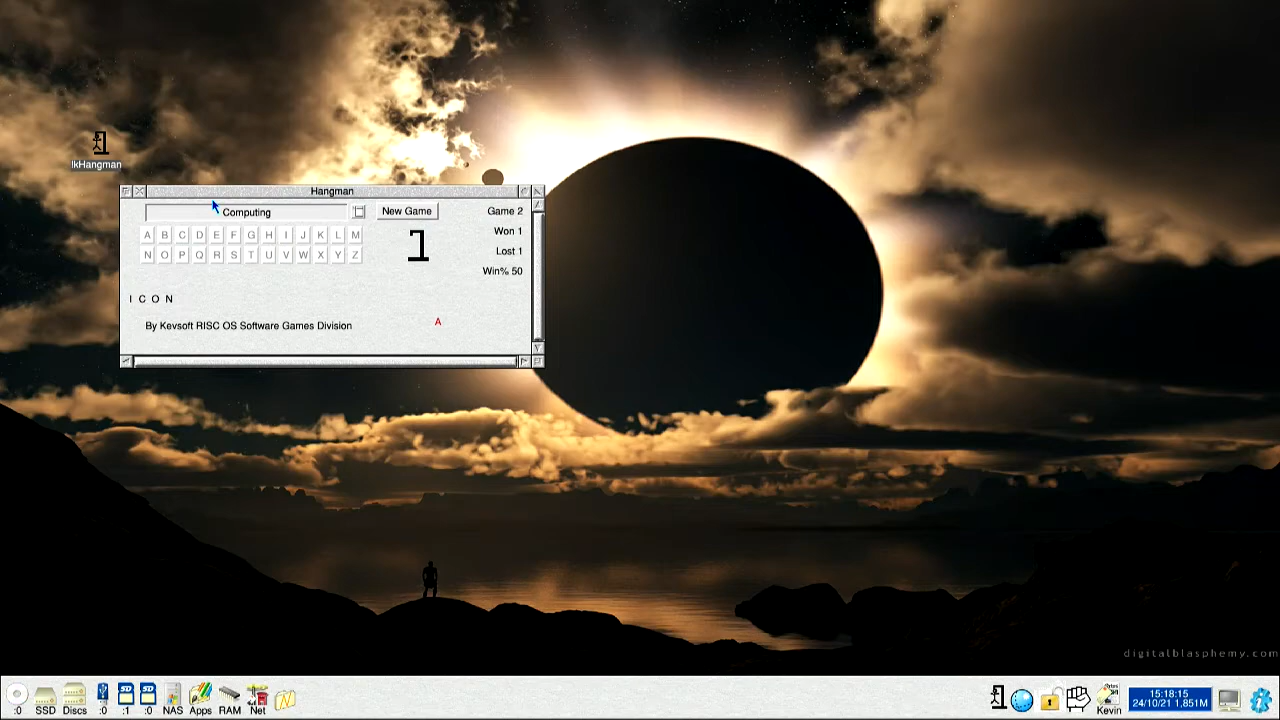 !kHangman
Hangman
Computing
New Game
Game 2
A B C D E F G H I J K L M
Won 1
N O P Q R S T U V W X Y Z
Lost 1
Win% 50
I C O N
By Kevsoft RISC OS Software Games Division
A
digitalblasphemy.com
:0 SSD Discs :0 :1 :0 NAS Apps RAM Net
SD SD
Kevin
15:18:15
24/10/21 1,851M